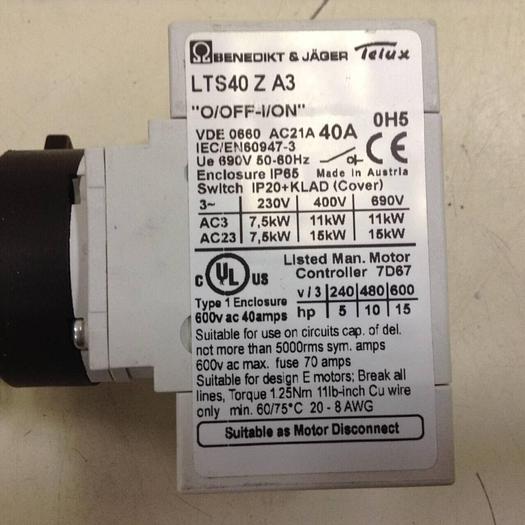 BENEDIKT & JÄGER Telux
LTS40 Z A3
"O/OFF-I/ON" 0H5
VDE 0660 AC21A 40A
IEC/EN60947-3 CE
Ue 690V 50-60Hz
Enclosure IP65 Made in Austria
Switch IP20+KLAD (Cover)
3~ 230V 400V 690V
AC3 7,5kW 11kW 11kW
AC23 7,5kW 15kW 15kW
c UL US
Listed Man. Motor
Controller 7D67
Type 1 Enclosure
600v ac 40amps
v / 3 240 480 600
hp 5 10 15
Suitable for use on circuits cap. of del.
not more than 5000rms sym. amps
600v ac max. fuse 70 amps
Suitable for design E motors; Break all
lines, Torque 1.25Nm 11lb-inch Cu wire
only min. 60/75°C 20 - 8 AWG
Suitable as Motor Disconnect